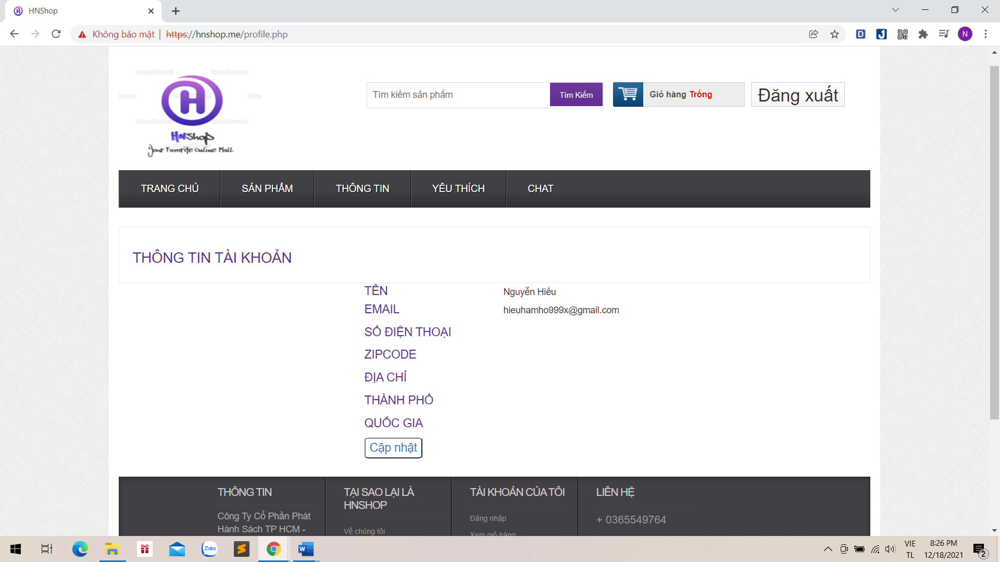 HNShop
Không bảo mật | https://hnshop.me/profile.php
N
BrandCrowd BrandCrowd
HNShop
Your Favorite Online Mall
Tìm kiếm sản phẩm
Tìm Kiếm
Giỏ hàng Trống
Đăng xuất
TRANG CHỦ SẢN PHẨM THÔNG TIN YÊU THÍCH CHAT
THÔNG TIN TÀI KHOẢN
TÊN Nguyễn Hiếu
EMAIL hieuhamho999x@gmail.com
SỐ ĐIỆN THOẠI
ZIPCODE
ĐỊA CHỈ
THÀNH PHỐ
QUỐC GIA
Cập nhật
THÔNG TIN
Công Ty Cổ Phần Phát
Hành Sách TP HCM -
TẠI SAO LẠI LÀ
HNSHOP
Về chúng tôi
TÀI KHOẢN CỦA TÔI
Đăng nhập
Xem giỏ hàng
LIÊN HỆ
+ 0365549764
Zalo
VIE
TL
8:26 PM
12/18/2021
2